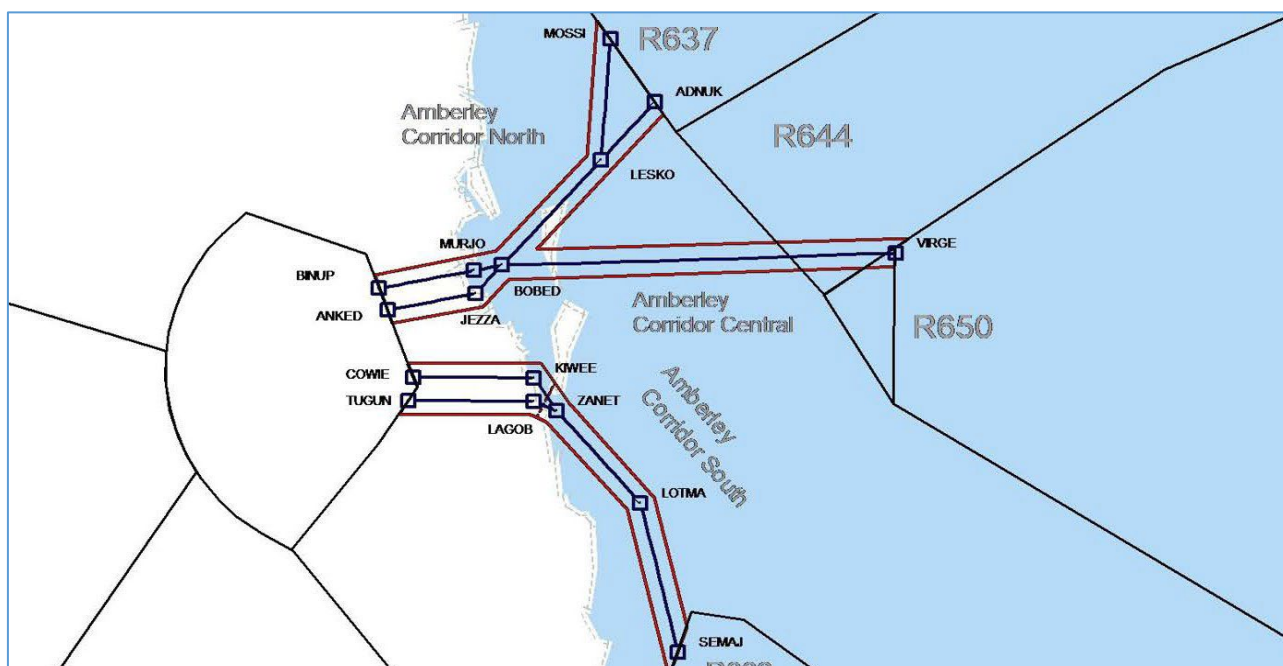 MOSSI
R637
ADNUK
Amberley
Corridor North
R644
LESKO
MURJO
VIRGE
BINUP
BOBED
Amberley
Corridor Central
ANKED
JEZZA
R650
COWIE
KIWEE
TUGUN
ZANET
LAGOB
Amberley
Corridor South
LOTMA
SEMAJ